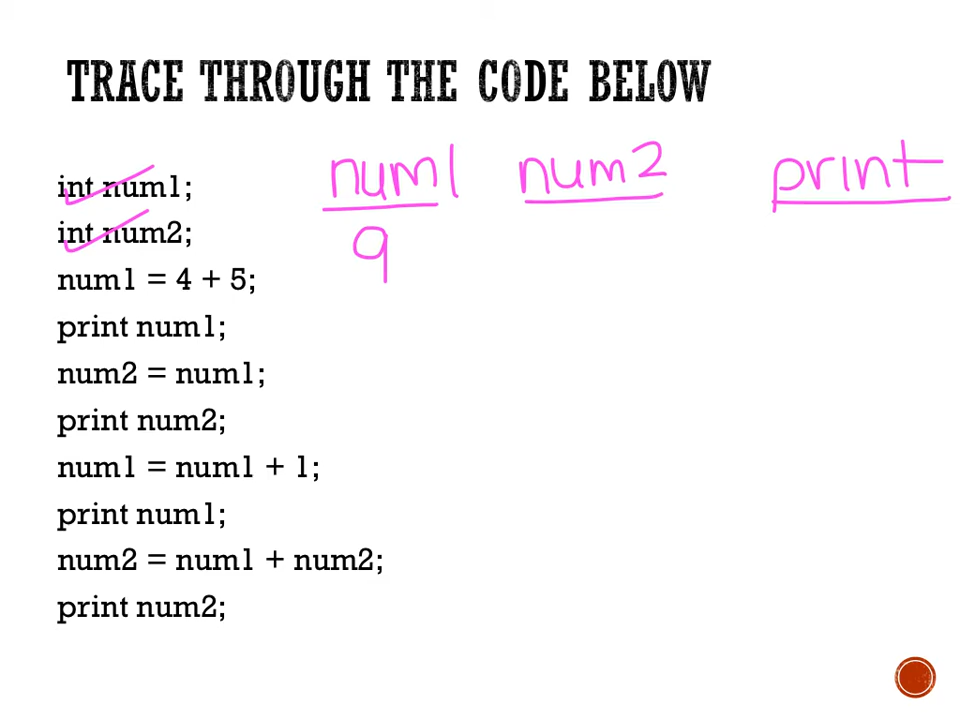 TRACE THROUGH THE CODE BELOW
num1 num2 print
9
int num1;
int num2;
num1 = 4 + 5;
print num1;
num2 = num1;
print num2;
num1 = num1 + 1;
print num1;
num2 = num1 + num2;
print num2;